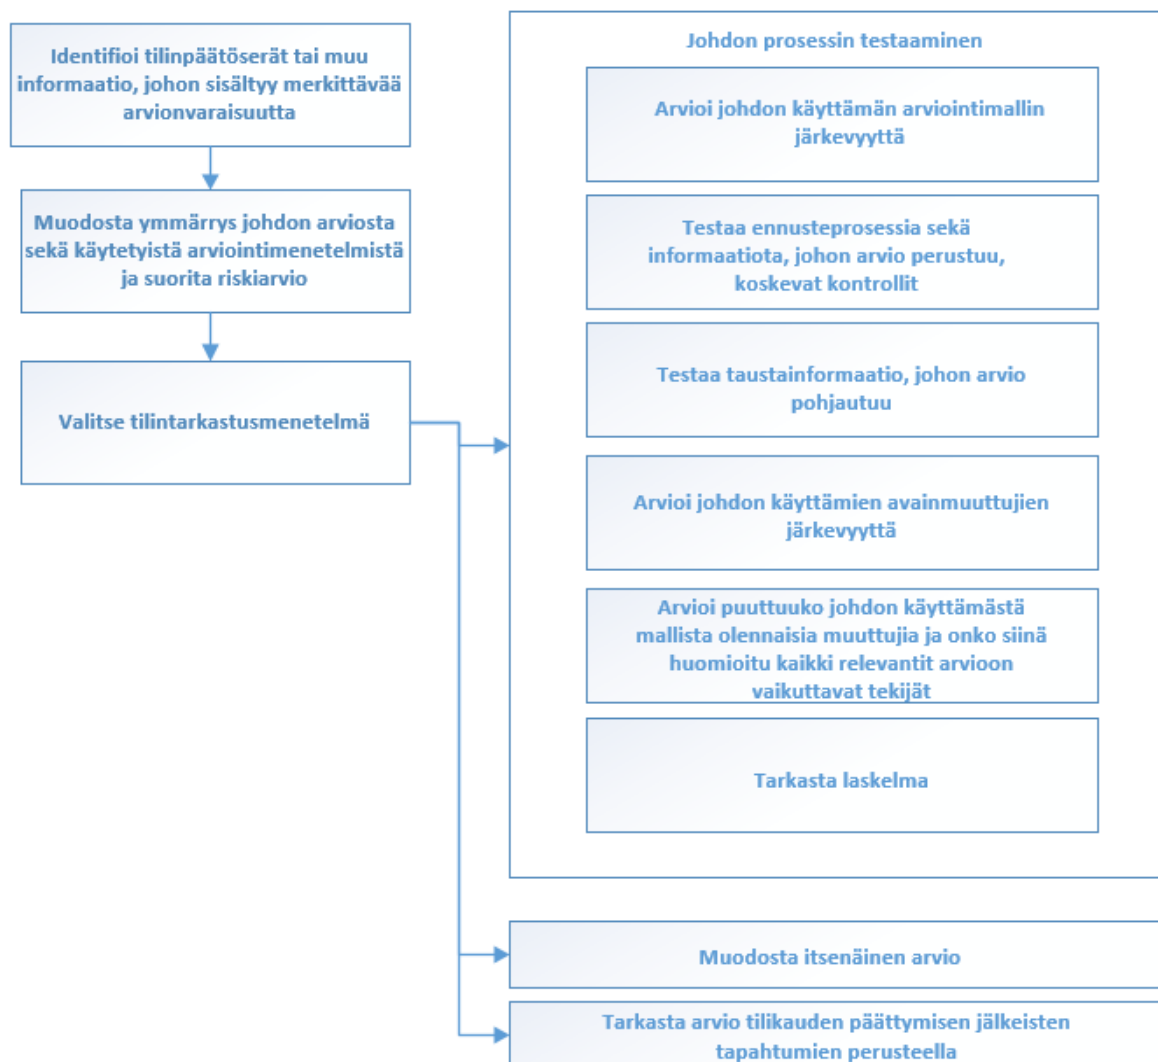 Identifioi tilinpäätöserät tai muu
informaatio, johon sisältyy merkittävää
arvionvaraisuutta
Muodosta ymmärrys johdon arviosta
sekä käytetyistä arviointimenetelmistä
ja suorita riskiarvio
Valitse tilintarkastusmenetelmä
Johdon prosessin testaaminen
Arvioi johdon käyttämän arviointimallin
järkevyyttä
Testaa ennusteprosessia sekä
informaatiota, johon arvio perustuu,
koskevat kontrollit
Testaa taustainformaatio, johon arvio
pohjautuu
Arvioi johdon käyttämien avainmuuttujien
järkevyyttä
Arvioi puuttuuko johdon käyttämästä
mallista olennaisia muuttujia ja onko siinä
huomioitu kaikki relevantit arvioon
vaikuttavat tekijät
Tarkasta laskelma
Muodosta itsenäinen arvio
Tarkasta arvio tilikauden päättymisen jälkeisten
tapahtumien perusteella